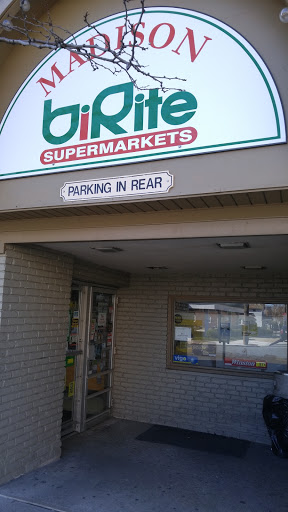 MADISON
BiRite
SUPERMARKETS
PARKING IN REAR